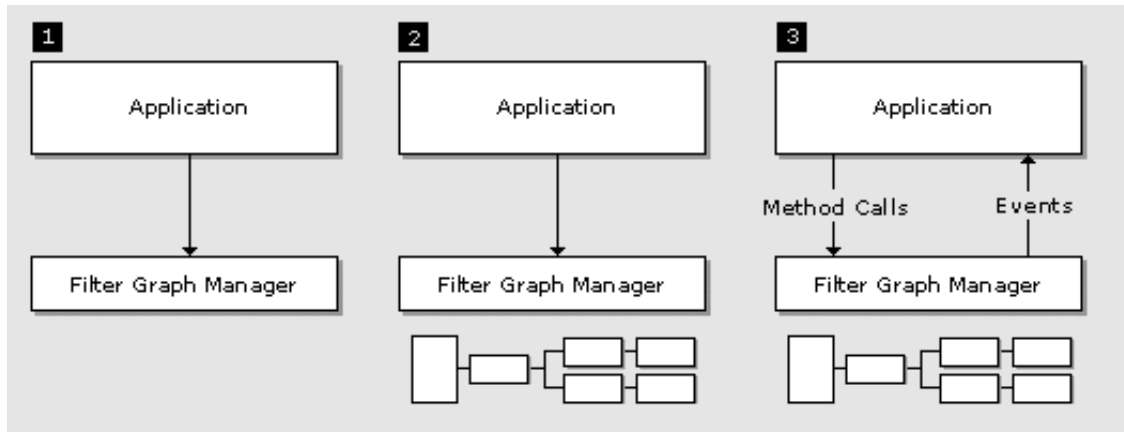 1
2
3
Application
Application
Application
Method Calls
Events
Filter Graph Manager
Filter Graph Manager
Filter Graph Manager